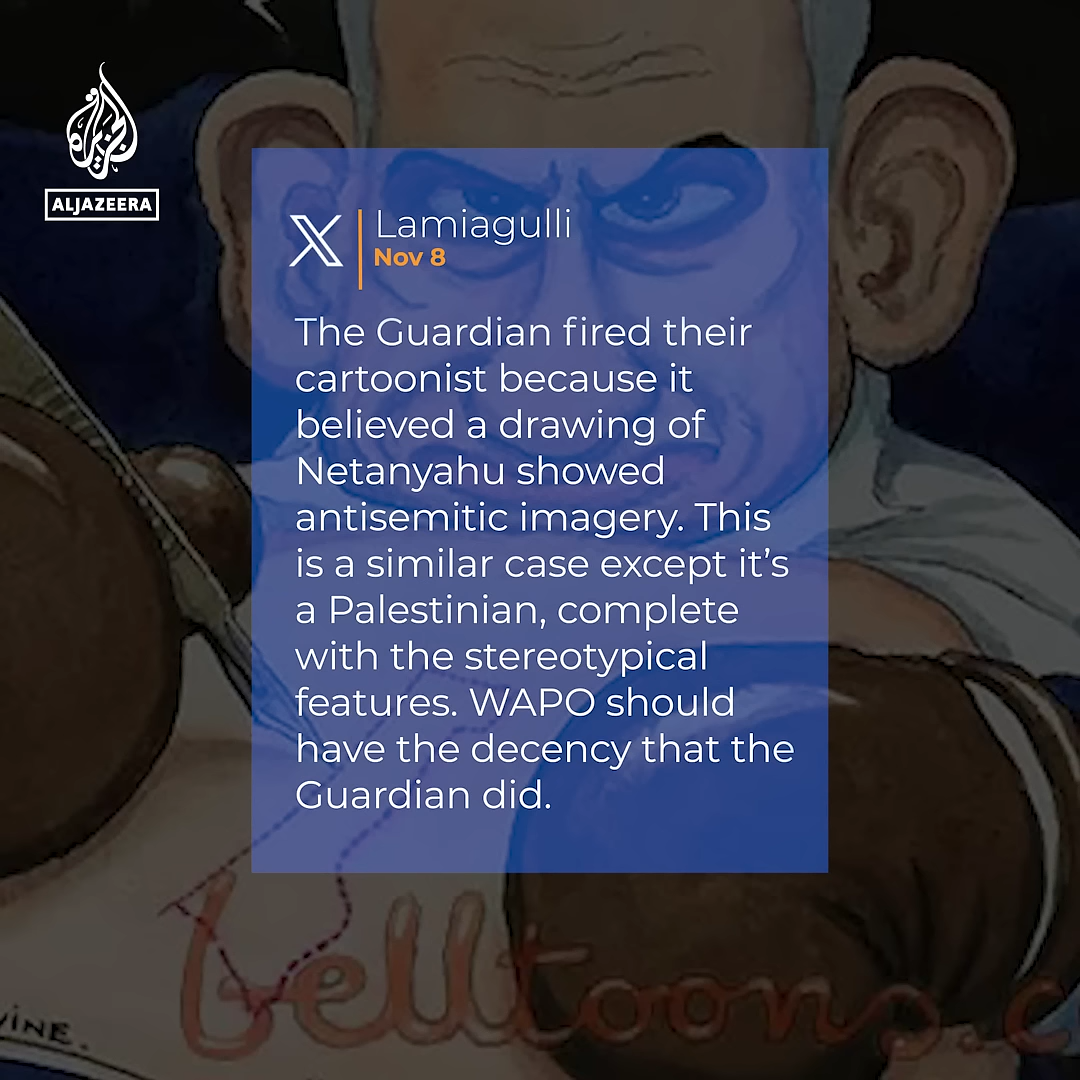 الجزيرة
ALJAZEERA
X
Lamiagulli
Nov 8
The Guardian fired their
cartoonist because it
believed a drawing of
Netanyahu showed
antisemitic imagery. This
is a similar case except it’s
a Palestinian, complete
with the stereotypical
features. WAPO should
have the decency that the
Guardian did.
VINE.
belltoons.c